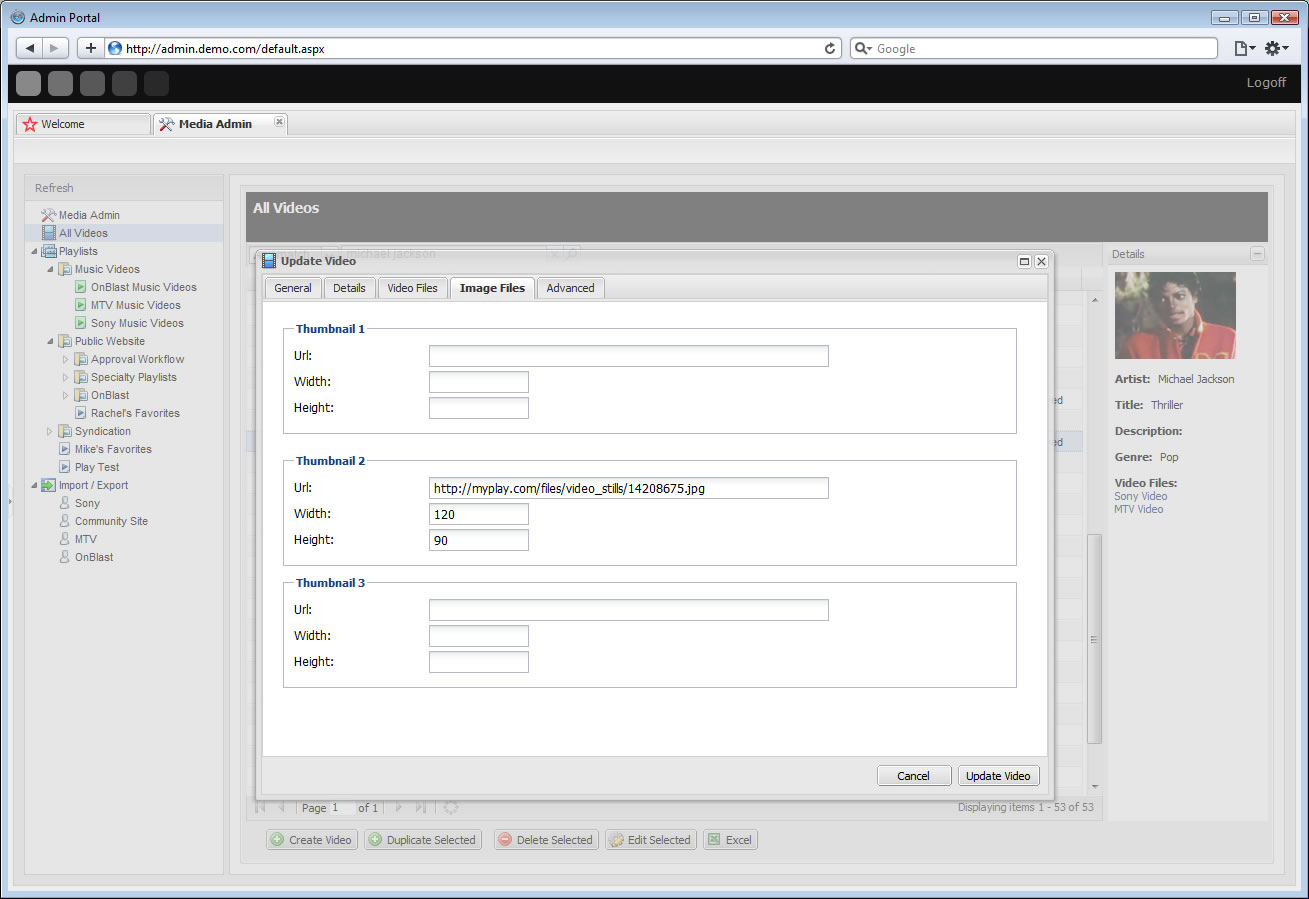 Admin Portal
http://admin.demo.com/default.aspx
Google
Logoff
Welcome
Media Admin
Refresh
Media Admin
All Videos
Playlists
Music Videos
OnBlast Music Videos
MTV Music Videos
Sony Music Videos
Public Website
Approval Workflow
Specialty Playlists
OnBlast
Rachel's Favorites
Syndication
Mike's Favorites
Play Test
Import / Export
Sony
Community Site
MTV
OnBlast
All Videos
michael jackson
Update Video
General
Details
Video Files
Image Files
Advanced
Thumbnail 1
Url:
Width:
Height:
Thumbnail 2
Url: http://myplay.com/files/video_stills/14208675.jpg
Width: 120
Height: 90
Thumbnail 3
Url:
Width:
Height:
Cancel
Update Video
Page 1 of 1
Displaying items 1 - 53 of 53
Create Video
Duplicate Selected
Delete Selected
Edit Selected
Excel
Details
Artist: Michael Jackson
Title: Thriller
Description:
Genre: Pop
Video Files:
Sony Video
MTV Video